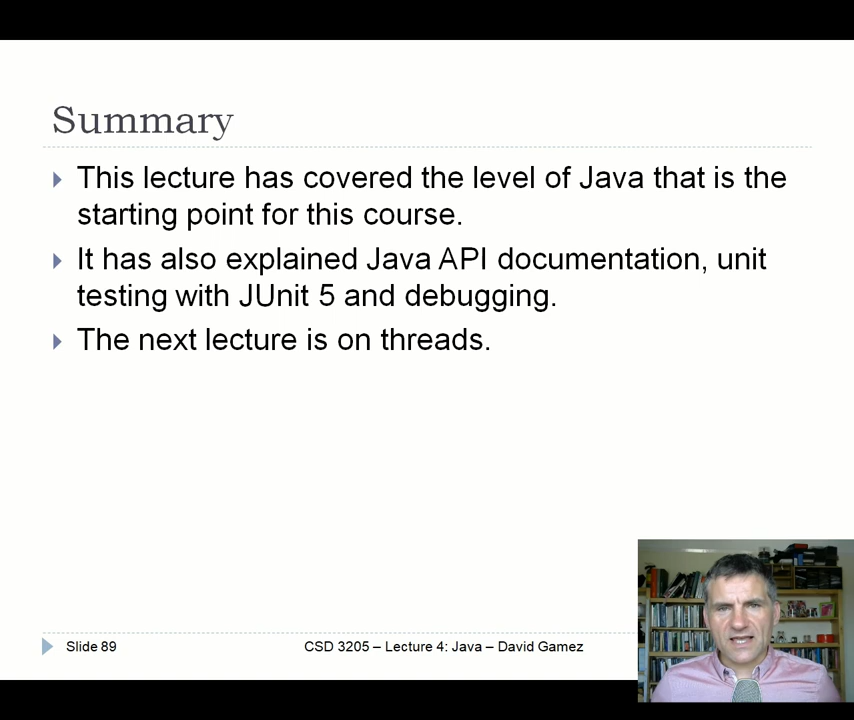 Summary
This lecture has covered the level of Java that is the
starting point for this course.
It has also explained Java API documentation, unit
testing with JUnit 5 and debugging.
The next lecture is on threads.
Slide 89
CSD 3205 – Lecture 4: Java – David Gamez